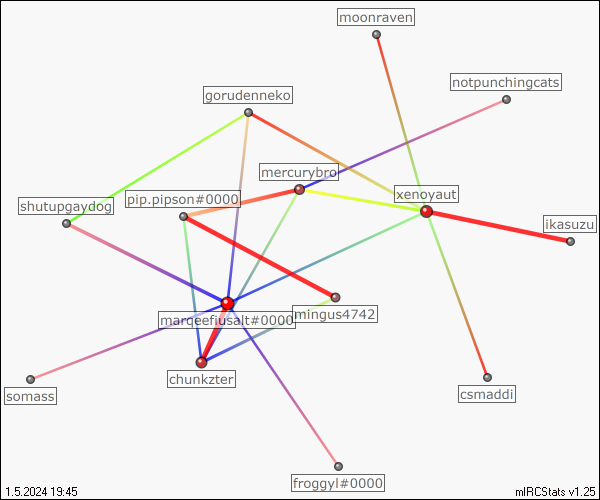 moonraven
notpunchingcats
gorudenneko
mercurybro
xenoyaut
pip.pipson#0000
shutupgaydog
ikasuzu
marqeefiusalt#0000
mingus4742
chunkzter
somass
csmaddi
froggyl#0000
1.5.2024 19:45
mIRCStats v1.25